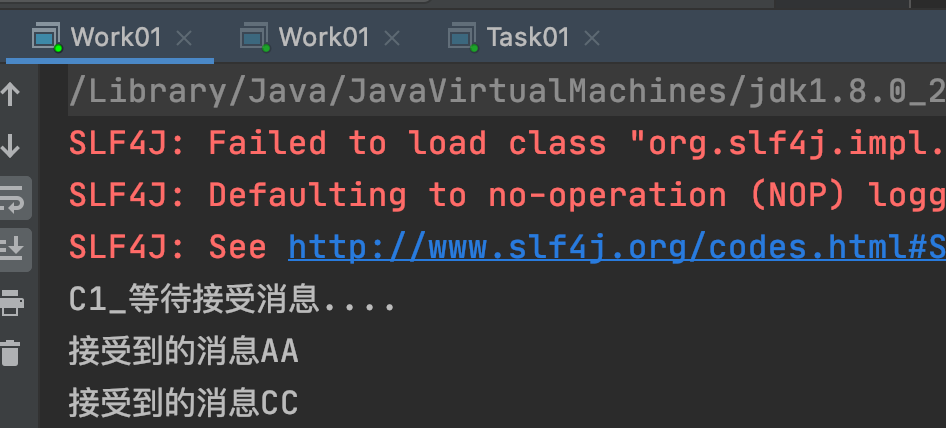 Work01 Work01 Task01
/Library/Java/JavaVirtualMachines/jdk1.8.0_2
SLF4J: Failed to load class "org.slf4j.impl.
SLF4J: Defaulting to no-operation (NOP) logg
SLF4J: See http://www.slf4j.org/codes.html#S
C1_等待接受消息....
接受到的消息AA
接受到的消息CC